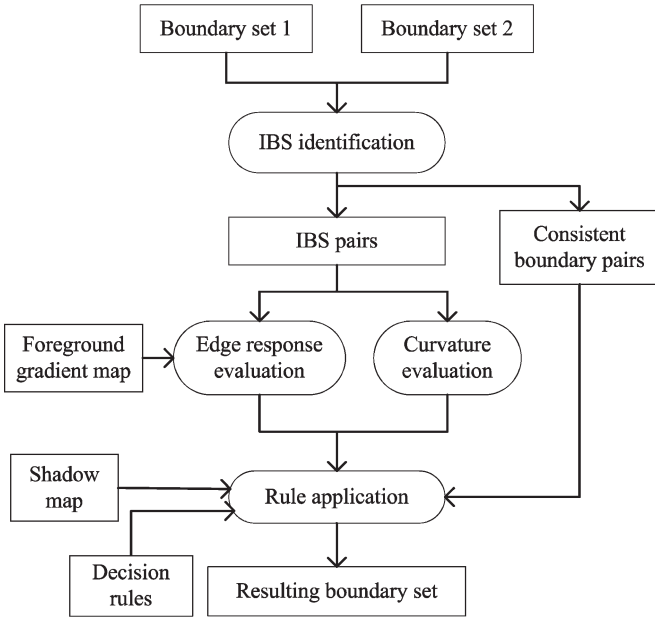 Boundary set 1
Boundary set 2
IBS identification
IBS pairs
Consistent
boundary pairs
Foreground
gradient map
Edge response
evaluation
Curvature
evaluation
Shadow
map
Rule application
Decision
rules
Resulting boundary set